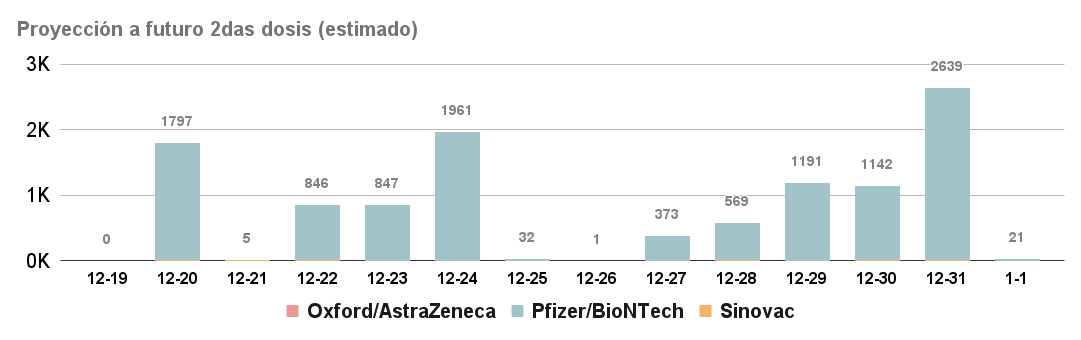 Proyección a futuro 2das dosis (estimado)
3K
2K
1K
0K
0
1797
5
846
847
1961
32
1
373
569
1191
1142
2639
21
12-19 12-20 12-21 12-22 12-23 12-24 12-25 12-26 12-27 12-28 12-29 12-30 12-31 1-1
Oxford/AstraZeneca Pfizer/BioNTech Sinovac